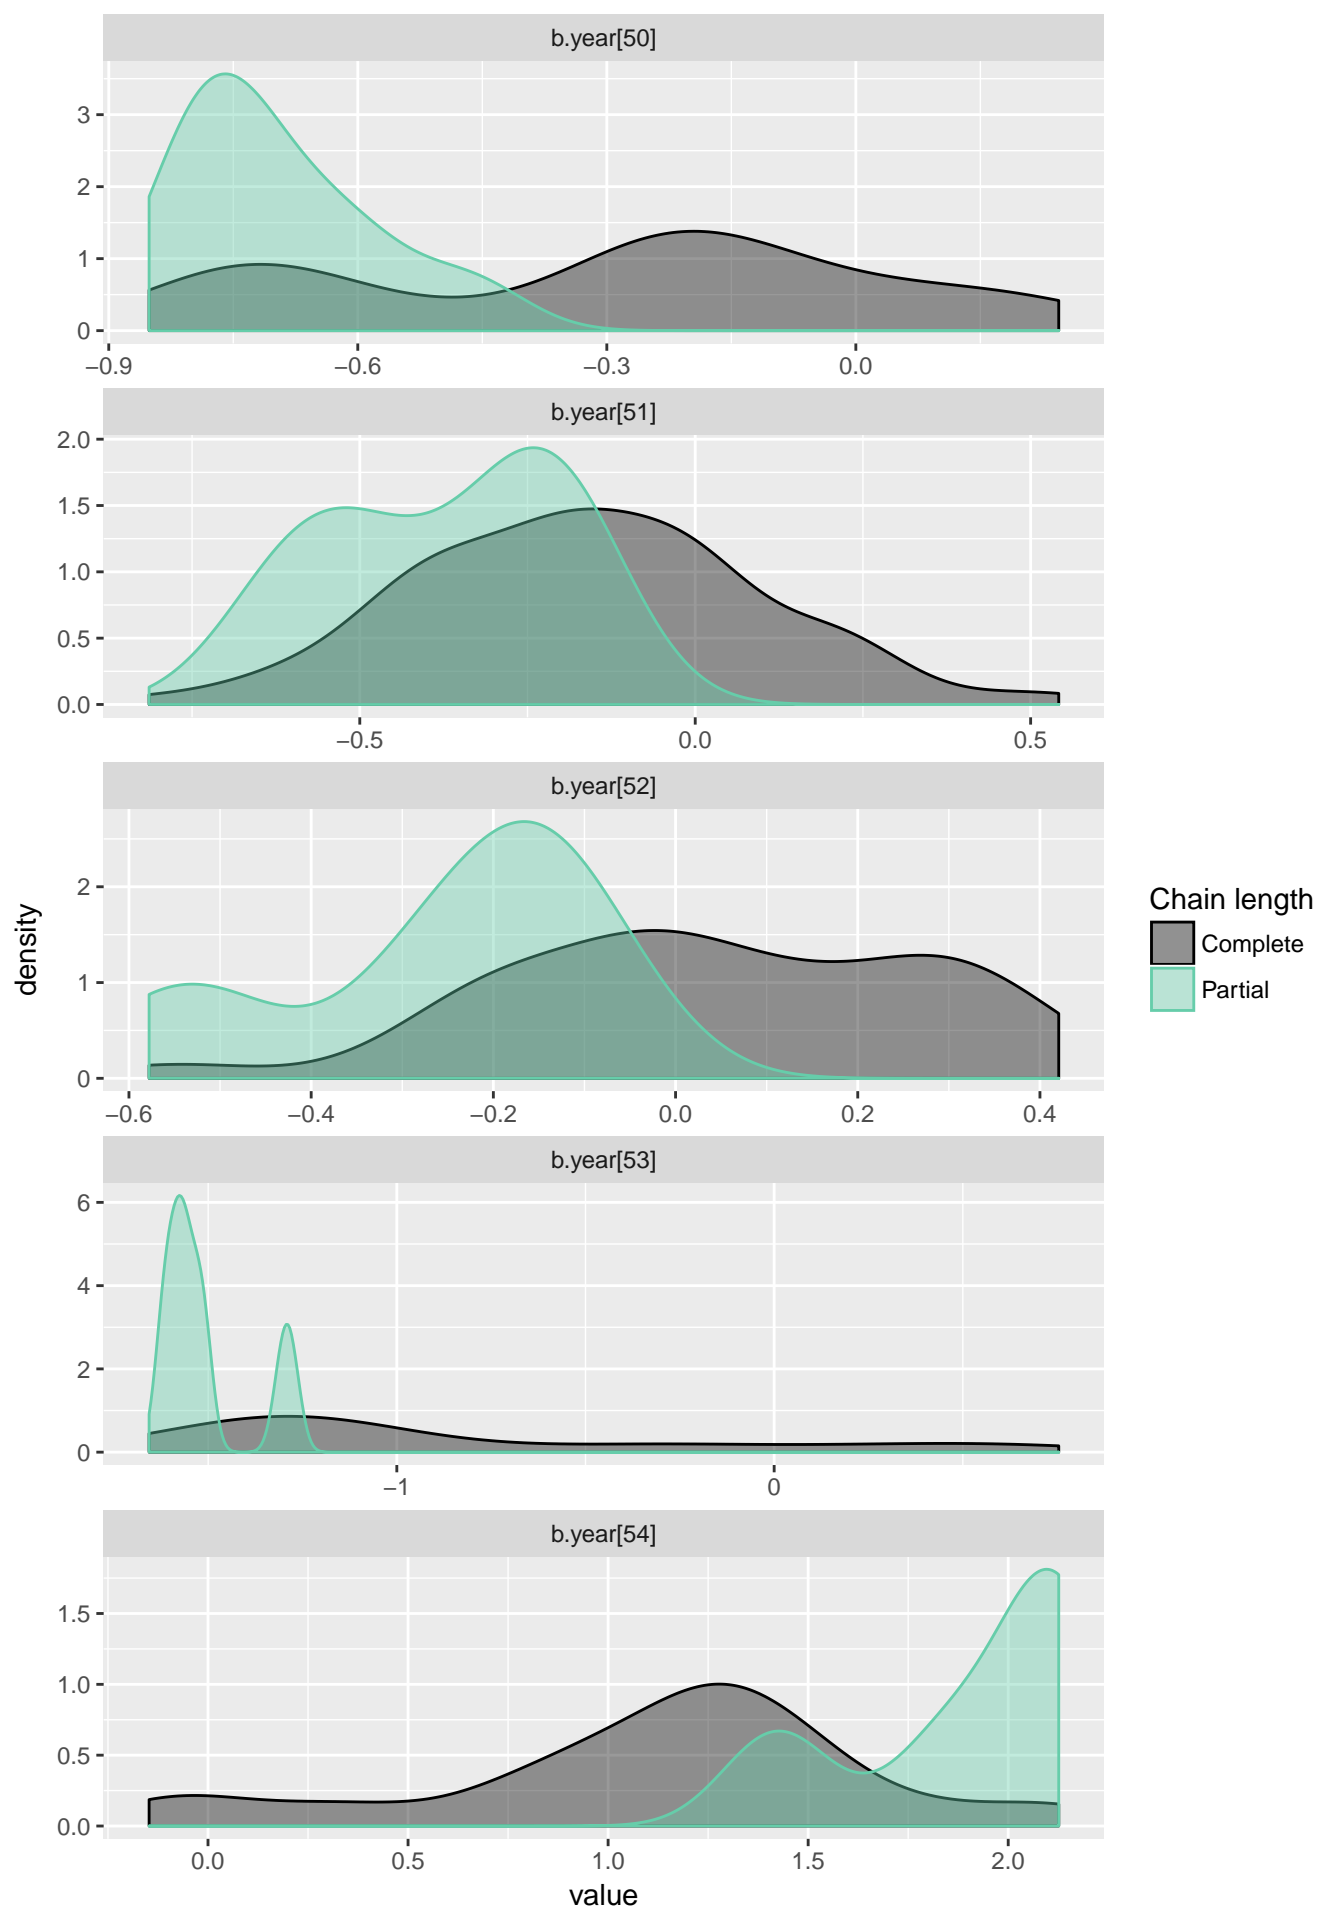 b.year[50]
3
2
1
0
−0.9 −0.6 −0.3 0.0
b.year[51]
2.0
1.5
1.0
0.5
0.0
−0.5 0.0 0.5
b.year[52]
2
1
0
−0.6 −0.4 −0.2 0.0 0.2 0.4
density
Chain length
Complete
Partial
b.year[53]
6
4
2
0
−1 0
b.year[54]
1.5
1.0
0.5
0.0
0.0 0.5 1.0 1.5 2.0
value